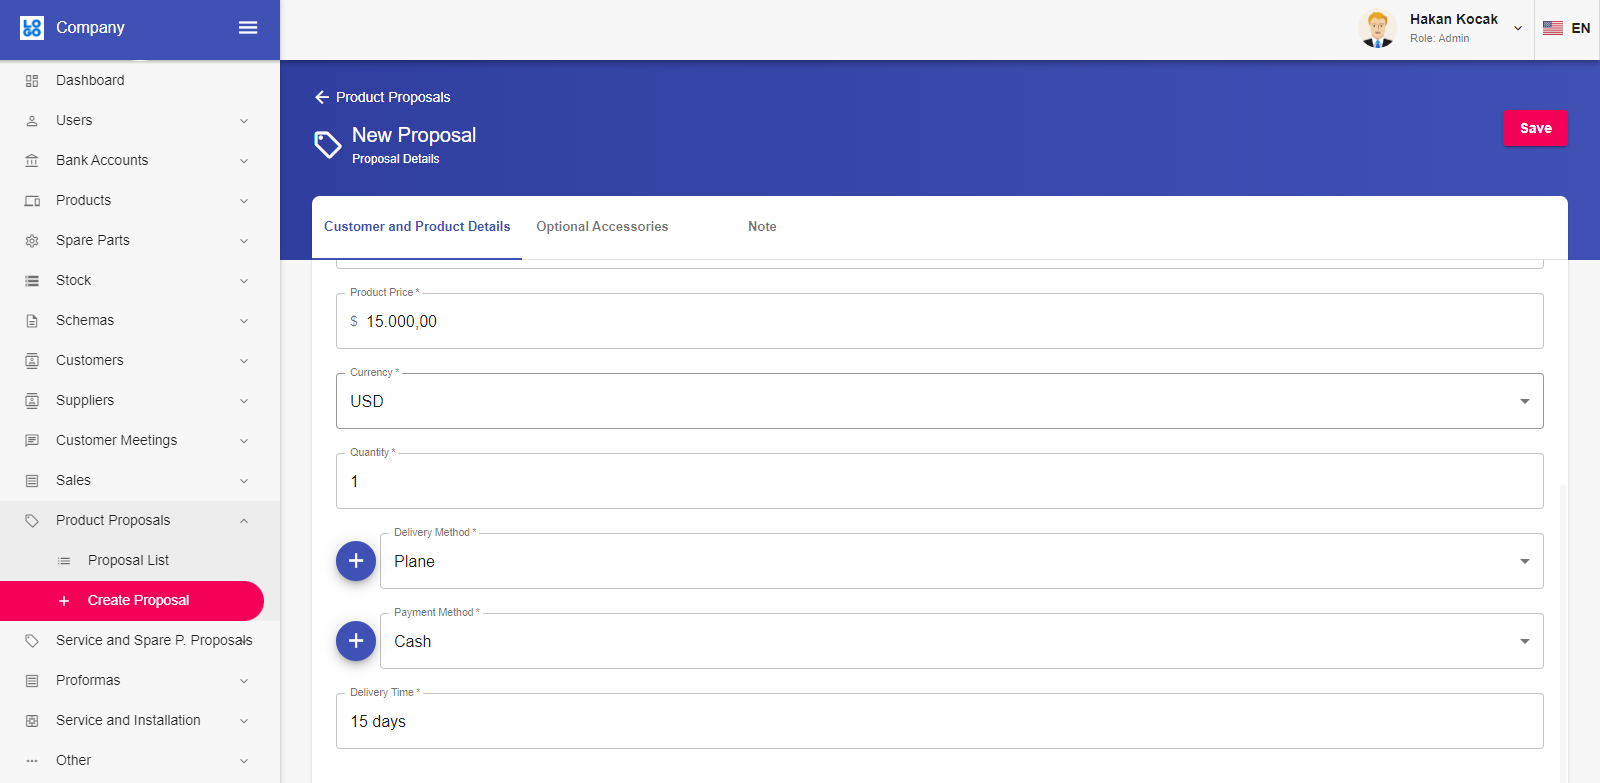 LOGO
Company
Hakan Kocak
Role: Admin
EN
Dashboard
Users
Bank Accounts
Products
Spare Parts
Stock
Schemas
Customers
Suppliers
Customer Meetings
Sales
Product Proposals
Proposal List
Create Proposal
Service and Spare P. Proposals
Proformas
Service and Installation
Other
Product Proposals
New Proposal
Proposal Details
Save
Customer and Product Details
Optional Accessories
Note
Product Price *
$ 15.000,00
Currency *
USD
Quantity *
1
Delivery Method *
Plane
Payment Method *
Cash
Delivery Time *
15 days